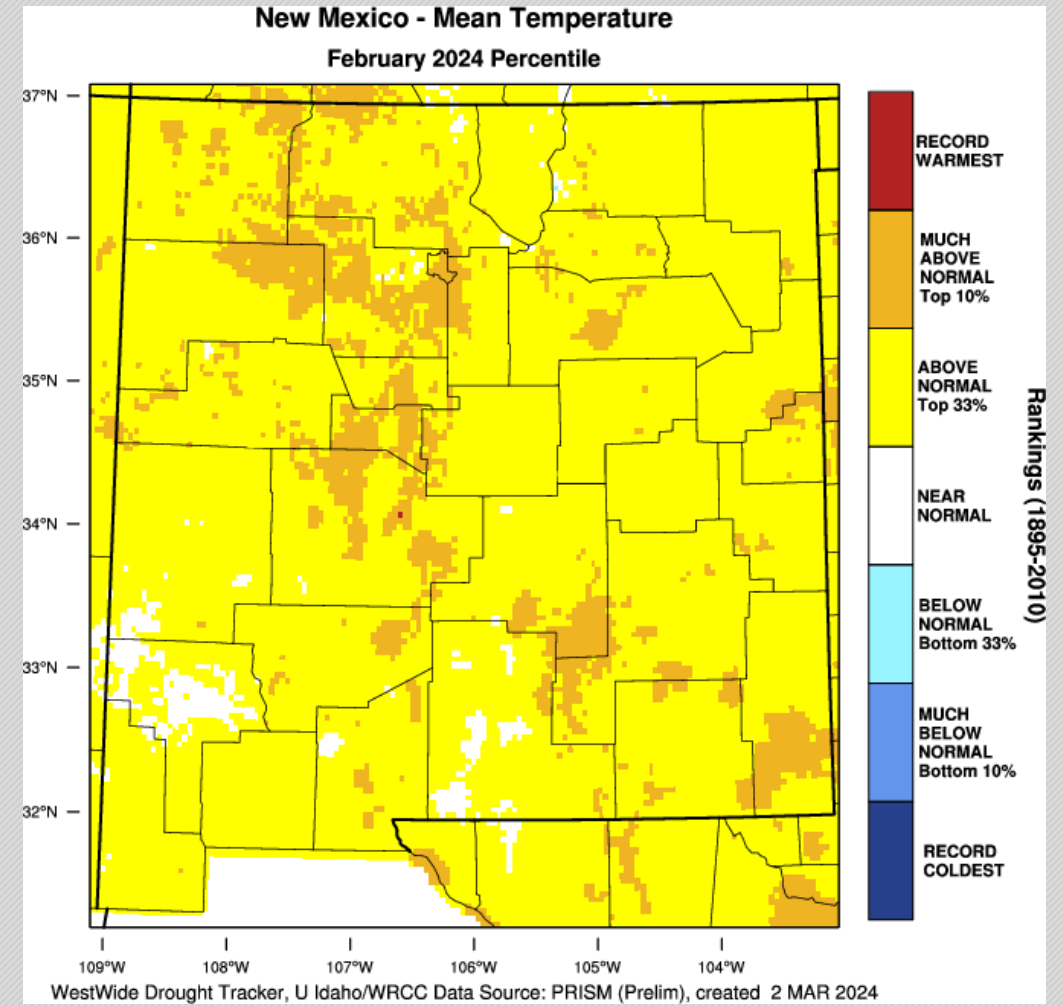 New Mexico - Mean Temperature
February 2024 Percentile
37°N
36°N
35°N
34°N
33°N
32°N
109°W
108°W
107°W
106°W
105°W
104°W
RECORD
WARMEST
MUCH
ABOVE
NORMAL
Top 10%
ABOVE
NORMAL
Top 33%
NEAR
NORMAL
BELOW
NORMAL
Bottom 33%
MUCH
BELOW
NORMAL
Bottom 10%
RECORD
COLDEST
Rankings (1895-2010)
WestWide Drought Tracker, U Idaho/WRCC Data Source: PRISM (Prelim), created 2 MAR 2024